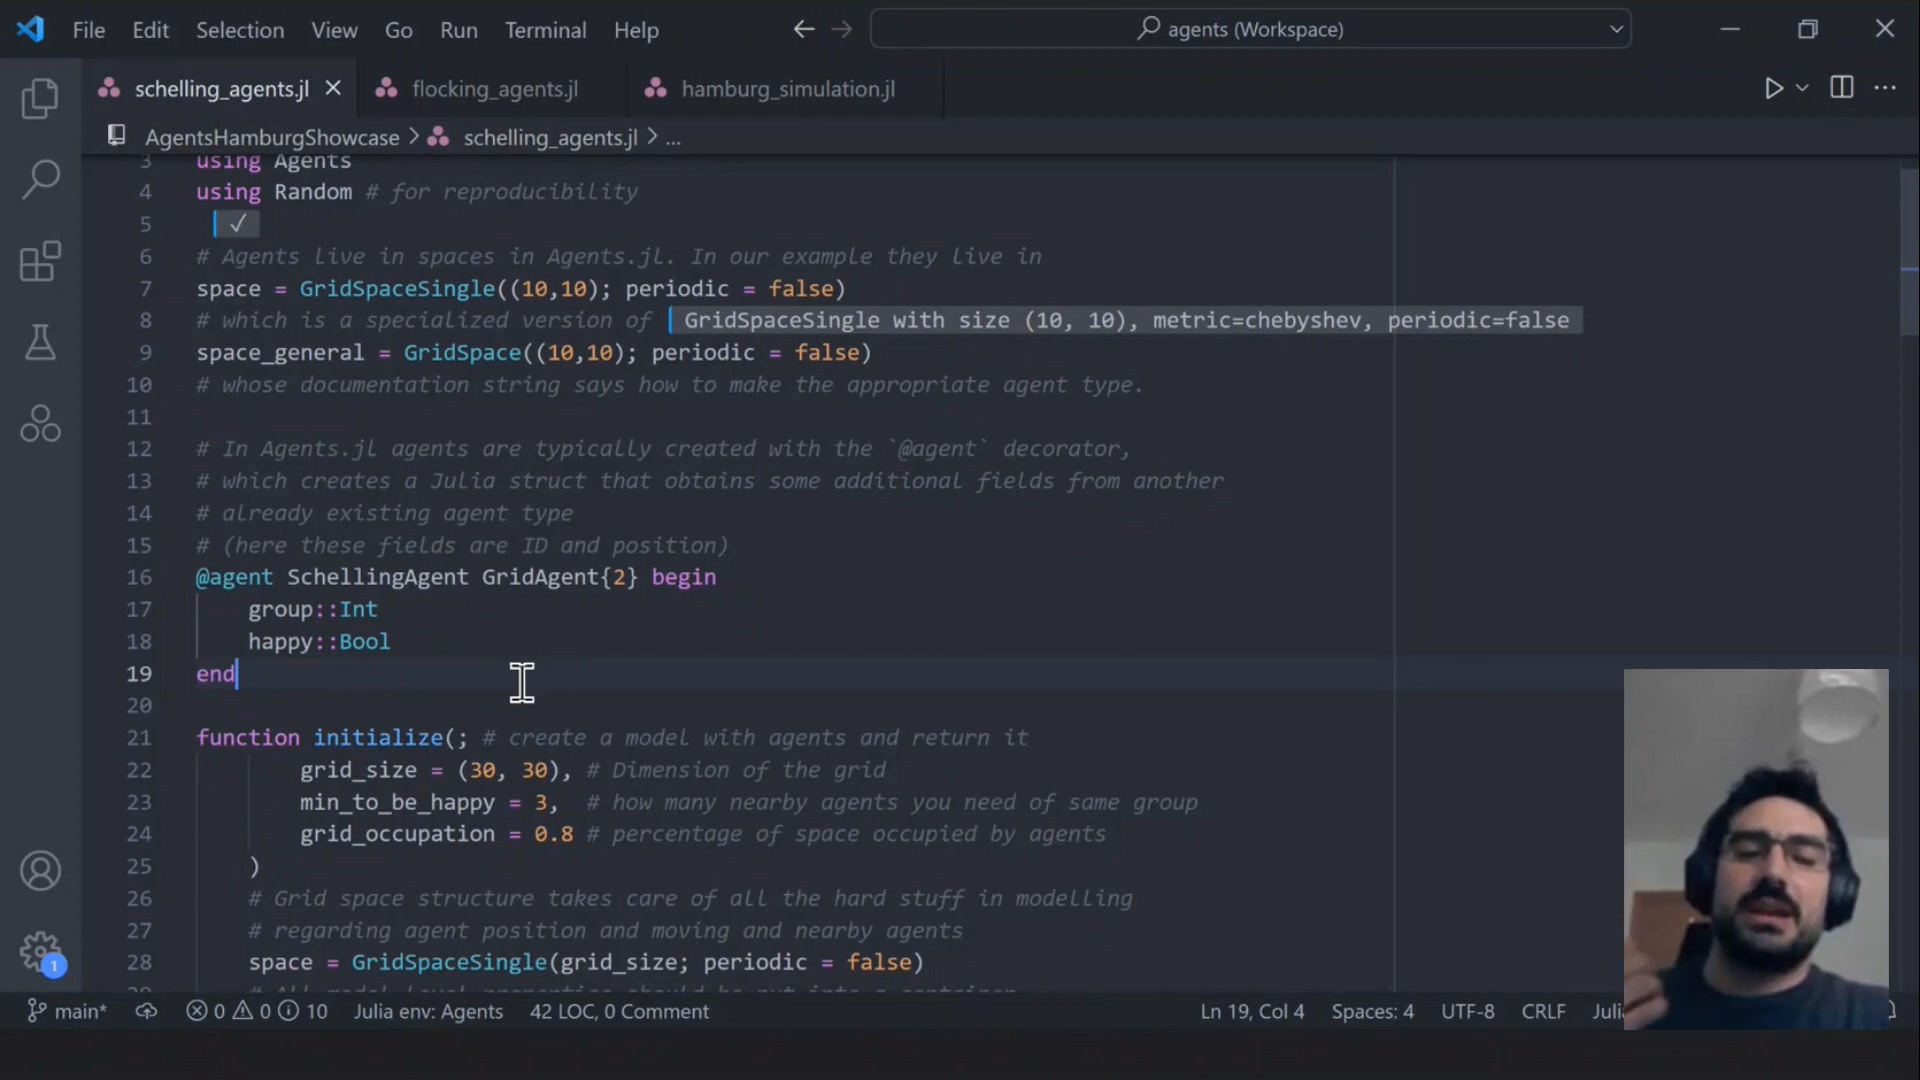 File Edit Selection View Go Run Terminal Help
agents (Workspace)
schelling_agents.jl
flocking_agents.jl
hamburg_simulation.jl
AgentsHamburgShowcase > schelling_agents.jl > ...
3 using Agents
4 using Random # for reproducibility
5 ✓
6 # Agents live in spaces in Agents.jl. In our example they live in
7 space = GridSpaceSingle((10,10); periodic = false)
8 # which is a specialized version of GridSpaceSingle with size (10, 10), metric=chebyshev, periodic=false
9 space_general = GridSpace((10,10); periodic = false)
10 # whose documentation string says how to make the appropriate agent type.
11
12 # In Agents.jl agents are typically created with the `@agent` decorator,
13 # which creates a Julia struct that obtains some additional fields from another
14 # already existing agent type
15 # (here these fields are ID and position)
16 @agent SchellingAgent GridAgent{2} begin
17 group::Int
18 happy::Bool
19 end
20
21 function initialize(; # create a model with agents and return it
22 grid_size = (30, 30), # Dimension of the grid
23 min_to_be_happy = 3, # how many nearby agents you need of same group
24 grid_occupation = 0.8 # percentage of space occupied by agents
25 )
26 # Grid space structure takes care of all the hard stuff in modelling
27 # regarding agent position and moving and nearby agents
28 space = GridSpaceSingle(grid_size; periodic = false)
1
main* 0 0 10 Julia env: Agents 42 LOC, 0 Comment Ln 19, Col 4 Spaces: 4 UTF-8 CRLF